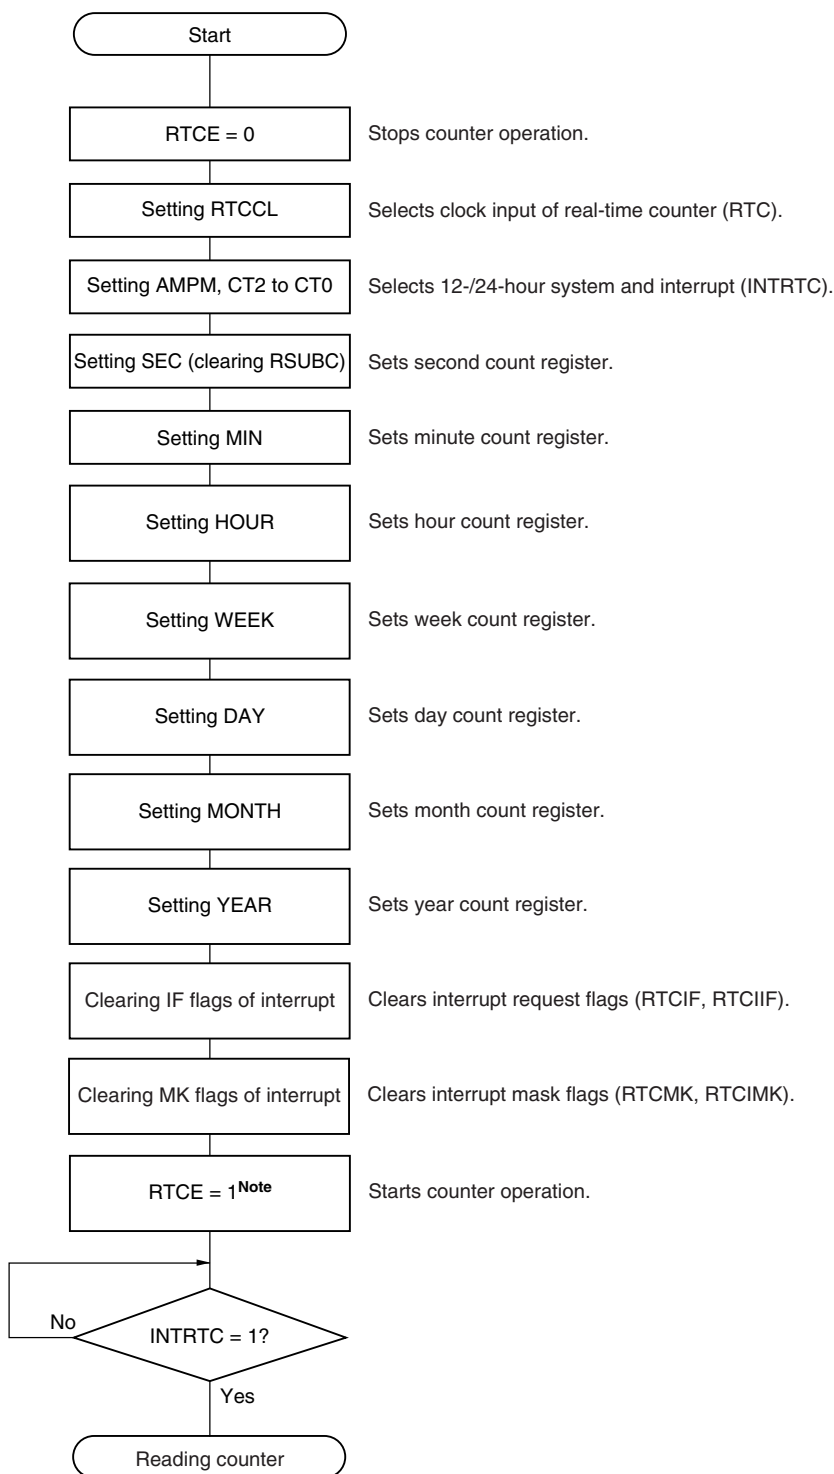 Start
RTCE = 0
Stops counter operation.
Setting RTCCL
Selects clock input of real-time counter (RTC).
Setting AMPM, CT2 to CT0
Selects 12-/24-hour system and interrupt (INTRTC).
Setting SEC (clearing RSUBC)
Sets second count register.
Setting MIN
Sets minute count register.
Setting HOUR
Sets hour count register.
Setting WEEK
Sets week count register.
Setting DAY
Sets day count register.
Setting MONTH
Sets month count register.
Setting YEAR
Sets year count register.
Clearing IF flags of interrupt
Clears interrupt request flags (RTCIF, RTCIIF).
Clearing MK flags of interrupt
Clears interrupt mask flags (RTCMK, RTCIMK).
RTCE = 1Note
Starts counter operation.
No
INTRTC = 1?
Yes
Reading counter